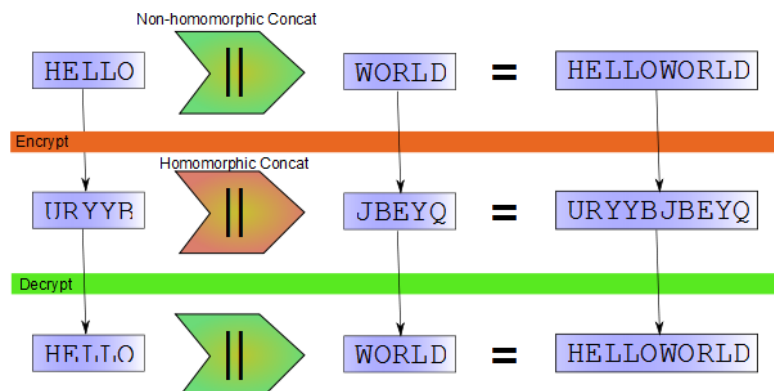 Non-homomorphic Concat
HELLO || WORLD = HELLOWORLD
Encrypt
Homomorphic Concat
URYYB || JBEYQ = URYYBJBEYQ
Decrypt
HELLO || WORLD = HELLOWORLD